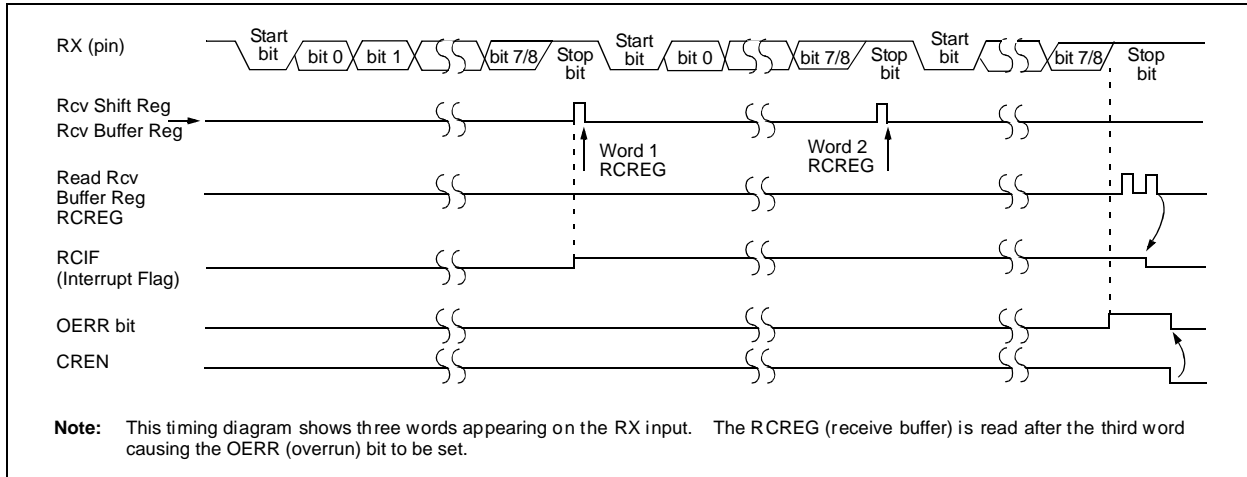 RX (pin)
Start
bit
bit 0
bit 1
bit 7/8
Stop
bit
Start
bit
bit 0
bit 7/8
Stop
bit
Start
bit
bit 7/8
Stop
bit
Rcv Shift Reg
Rcv Buffer Reg
Word 1
RCREG
Word 2
RCREG
Read Rcv
Buffer Reg
RCREG
RCIF
(Interrupt Flag)
OERR bit
CREN
Note: This timing diagram shows three words appearing on the RX input. The RCREG (receive buffer) is read after the third word
causing the OERR (overrun) bit to be set.